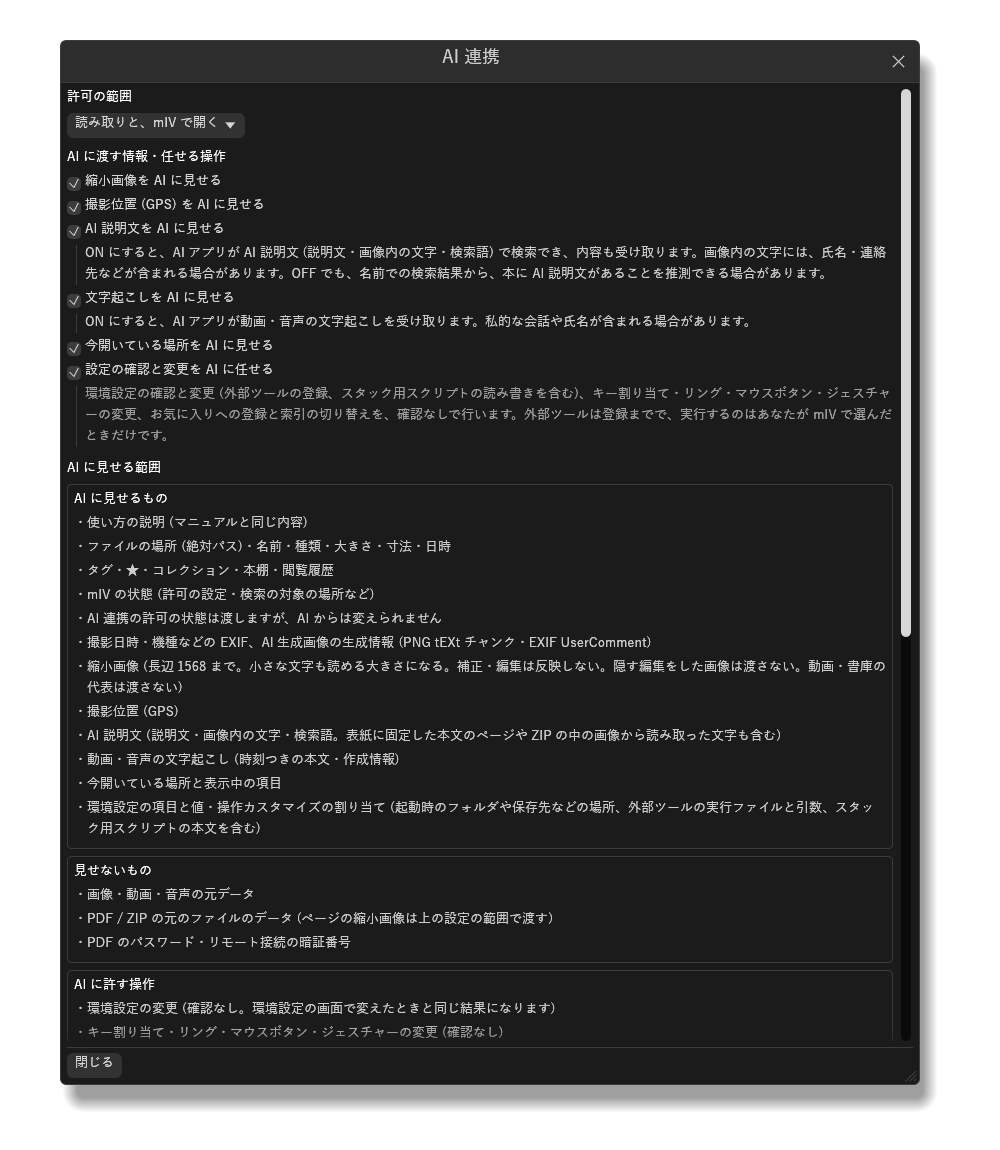 AI 連携
許可の範囲
読み取りと、mIV で開く
AI に渡す情報・任せる操作
縮小画像を AI に見せる
撮影位置 (GPS) を AI に見せる
AI 説明文を AI に見せる
ON にすると、AI アプリが AI 説明文 (説明文・画像内の文字・検索語) で検索でき、内容も受け取ります。画像内の文字には、氏名・連絡
先などが含まれる場合があります。OFF でも、名前での検索結果から、本に AI 説明文があることを推測できる場合があります。
文字起こしを AI に見せる
ON にすると、AI アプリが動画・音声の文字起こしを受け取ります。私的な会話や氏名が含まれる場合があります。
今開いている場所を AI に見せる
設定の確認と変更を AI に任せる
環境設定の確認と変更 (外部ツールの登録、スタック用スクリプトの読み書きを含む)、キー割り当て・リング・マウスボタン・ジェスチャ
ーの変更、お気に入りへの登録と索引の切り替えを、確認なしで行います。外部ツールは登録までで、実行するのはあなたが mIV で選んだ
ときだけです。
AI に見せる範囲
AI に見せるもの
・使い方の説明 (マニュアルと同じ内容)
・ファイルの場所 (絶対パス)・名前・種類・大きさ・寸法・日時
・タグ・★・コレクション・本棚・閲覧履歴
・mIV の状態 (許可の設定・検索の対象の場所など)
・AI 連携の許可の状態は渡しますが、AI からは変えられません
・撮影日時・機種などの EXIF、AI 生成画像の生成情報 (PNG tEXt チャンク・EXIF UserComment)
・縮小画像 (長辺 1568 まで。小さな文字も読める大きさになる。補正・編集は反映しない。隠す編集をした画像は渡さない。動画・書庫の
代表は渡さない)
・撮影位置 (GPS)
・AI 説明文 (説明文・画像内の文字・検索語。表紙に固定した本文のページや ZIP の中の画像から読み取った文字も含む)
・動画・音声の文字起こし (時刻つきの本文・作成情報)
・今開いている場所と表示中の項目
・環境設定の項目と値・操作カスタマイズの割り当て (起動時のフォルダや保存先などの場所、外部ツールの実行ファイルと引数、スタッ
ク用スクリプトの本文を含む)
見せないもの
・画像・動画・音声の元データ
・PDF / ZIP の元のファイルのデータ (ページの縮小画像は上の設定の範囲で渡す)
・PDF のパスワード・リモート接続の暗証番号
AI に許す操作
・環境設定の変更 (確認なし。環境設定の画面で変えたときと同じ結果になります)
・キー割り当て・リング・マウスボタン・ジェスチャーの変更 (確認なし)
閉じる